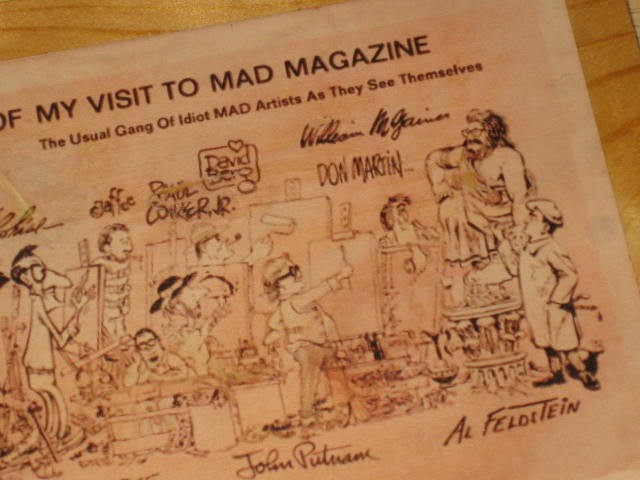 OF MY VISIT TO MAD MAGAZINE
The Usual Gang Of Idiot MAD Artists As They See Themselves
William M Gaines
David
Berg
DON MARTIN
Jaffee
PAUL
COKER, JR.
John Putnam
AL FELDSTEIN